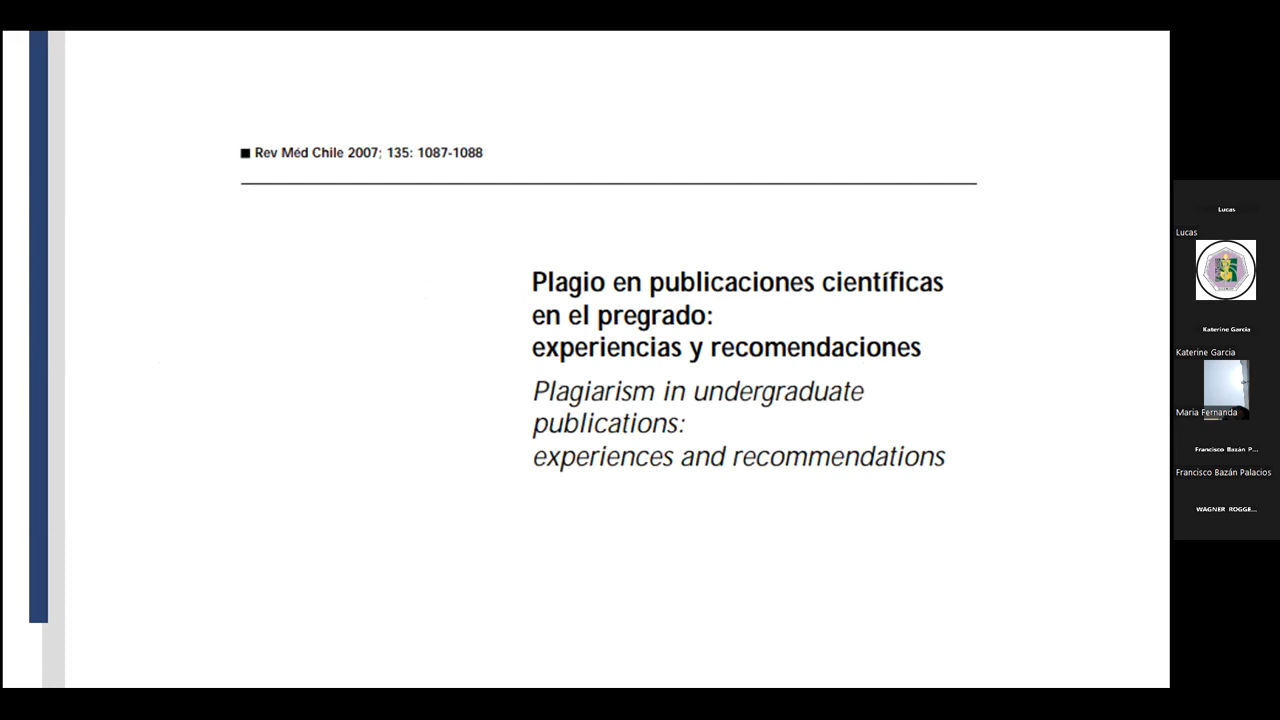 Rev Méd Chile 2007; 135: 1087-1088
Plagio en publicaciones científicas
en el pregrado:
experiencias y recomendaciones
Plagiarism in undergraduate
publications:
experiences and recommendations
Lucas
Lucas
Katerine Garcia
Katerine Garcia
Maria Fernanda
Francisco Bazán P...
Francisco Bazán Palacios
WAGNER ROGGE...